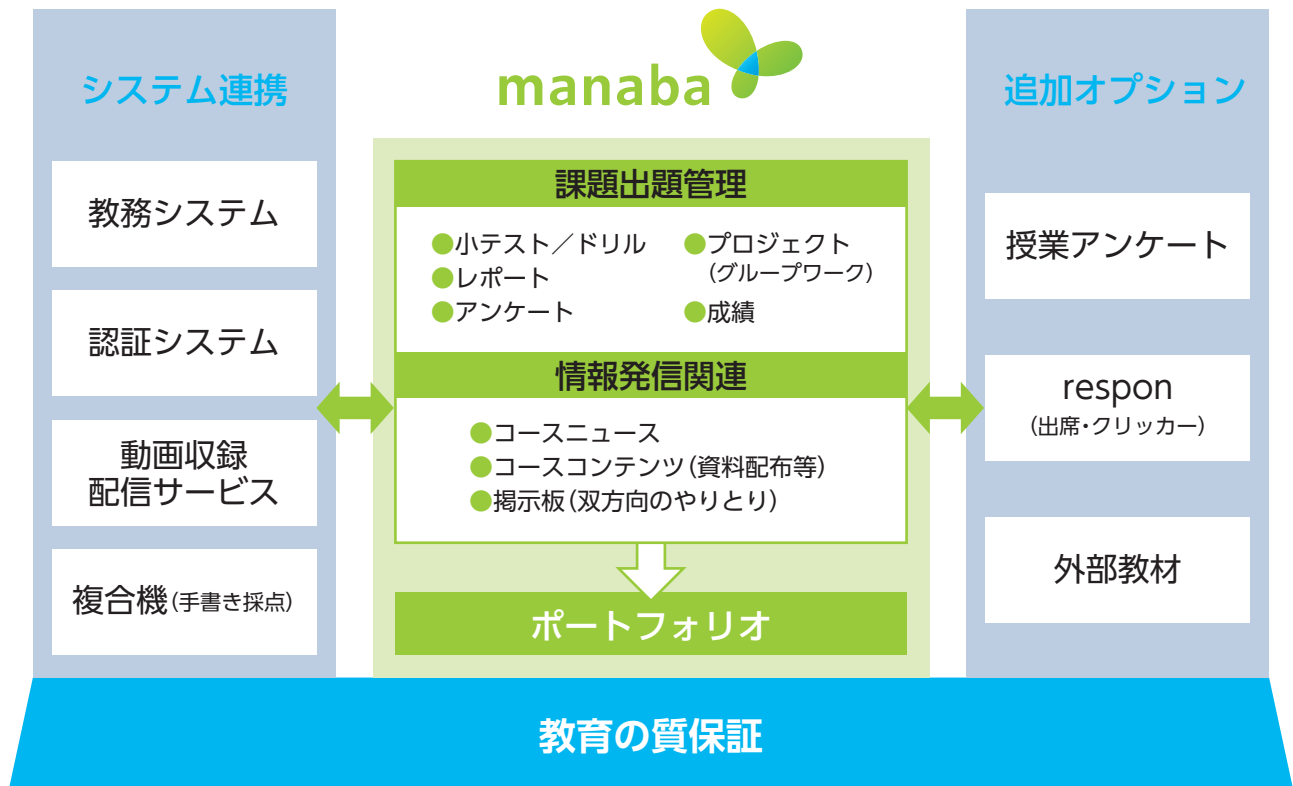 システム連携
教務システム
認証システム
動画収録
配信サービス
複合機(手書き採点)
manaba
課題出題管理
●小テスト／ドリル
●レポート
●アンケート
●プロジェクト
(グループワーク)
●成績
情報発信関連
●コースニュース
●コースコンテンツ(資料配布等)
●掲示板(双方向のやりとり)
ポートフォリオ
追加オプション
授業アンケート
respon
(出席・クリッカー)
外部教材
教育の質保証